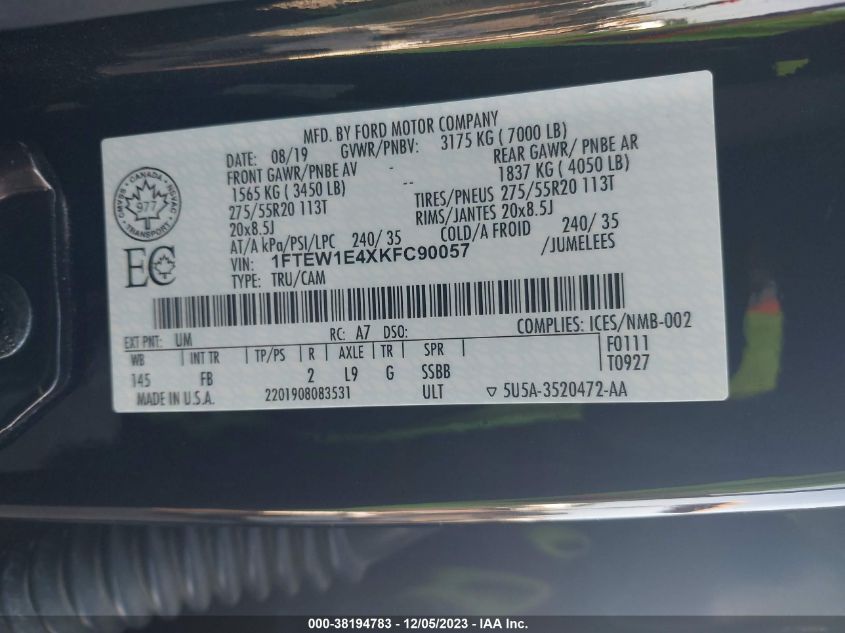 MFD. BY FORD MOTOR COMPANY
DATE: 08/19 GVWR/PNBV: 3175 KG ( 7000 LB)
FRONT GAWR/PNBE AV - REAR GAWR/ PNBE AR
1565 KG ( 3450 LB) -- 1837 KG ( 4050 LB)
275/55R20 113T TIRES/PNEUS 275/55R20 113T
20x8.5J RIMS/JANTES 20x8.5J
AT/A kPa/PSI/LPC 240/ 35 COLD/A FROID 240/ 35
VIN: 1FTEW1E4XKFC90057 /JUMELEES
TYPE: TRU/CAM
CANADA
977
TRANSPORT
EC
EXT PNT: UM RC: A7 DSO: COMPLIES: ICES/NMB-002
WB INT TR TP/PS R AXLE TR SPR F0111
145 FB 2 L9 G SSBB T0927
MADE IN U.S.A. 2201908083531 ULT ▽ 5U5A-3520472-AA
000-38194783 - 12/05/2023 - IAA Inc.